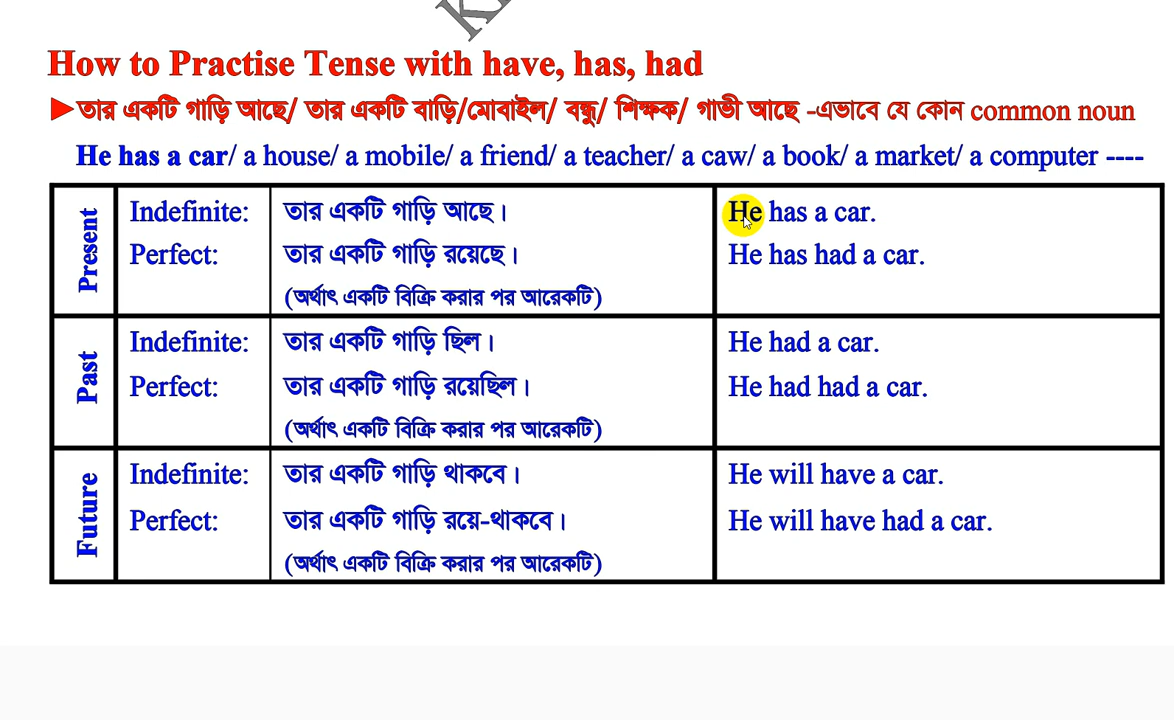 How to Practise Tense with have, has, had
►তার একটি গাড়ি আছে/ তার একটি বাড়ি/মোবাইল/ বন্ধু/ শিক্ষক/ গাভী আছে -এভাবে যে কোন common noun
He has a car/ a house/ a mobile/ a friend/ a teacher/ a caw/ a book/ a market/ a computer ----
Present
Indefinite: তার একটি গাড়ি আছে। He has a car.
Perfect: তার একটি গাড়ি রয়েছে। He has had a car.
(অর্থাৎ একটি বিক্রি করার পর আরেকটি)
Past
Indefinite: তার একটি গাড়ি ছিল। He had a car.
Perfect: তার একটি গাড়ি রয়েছিল। He had had a car.
(অর্থাৎ একটি বিক্রি করার পর আরেকটি)
Future
Indefinite: তার একটি গাড়ি থাকবে। He will have a car.
Perfect: তার একটি গাড়ি রয়ে-থাকবে। He will have had a car.
(অর্থাৎ একটি বিক্রি করার পর আরেকটি)